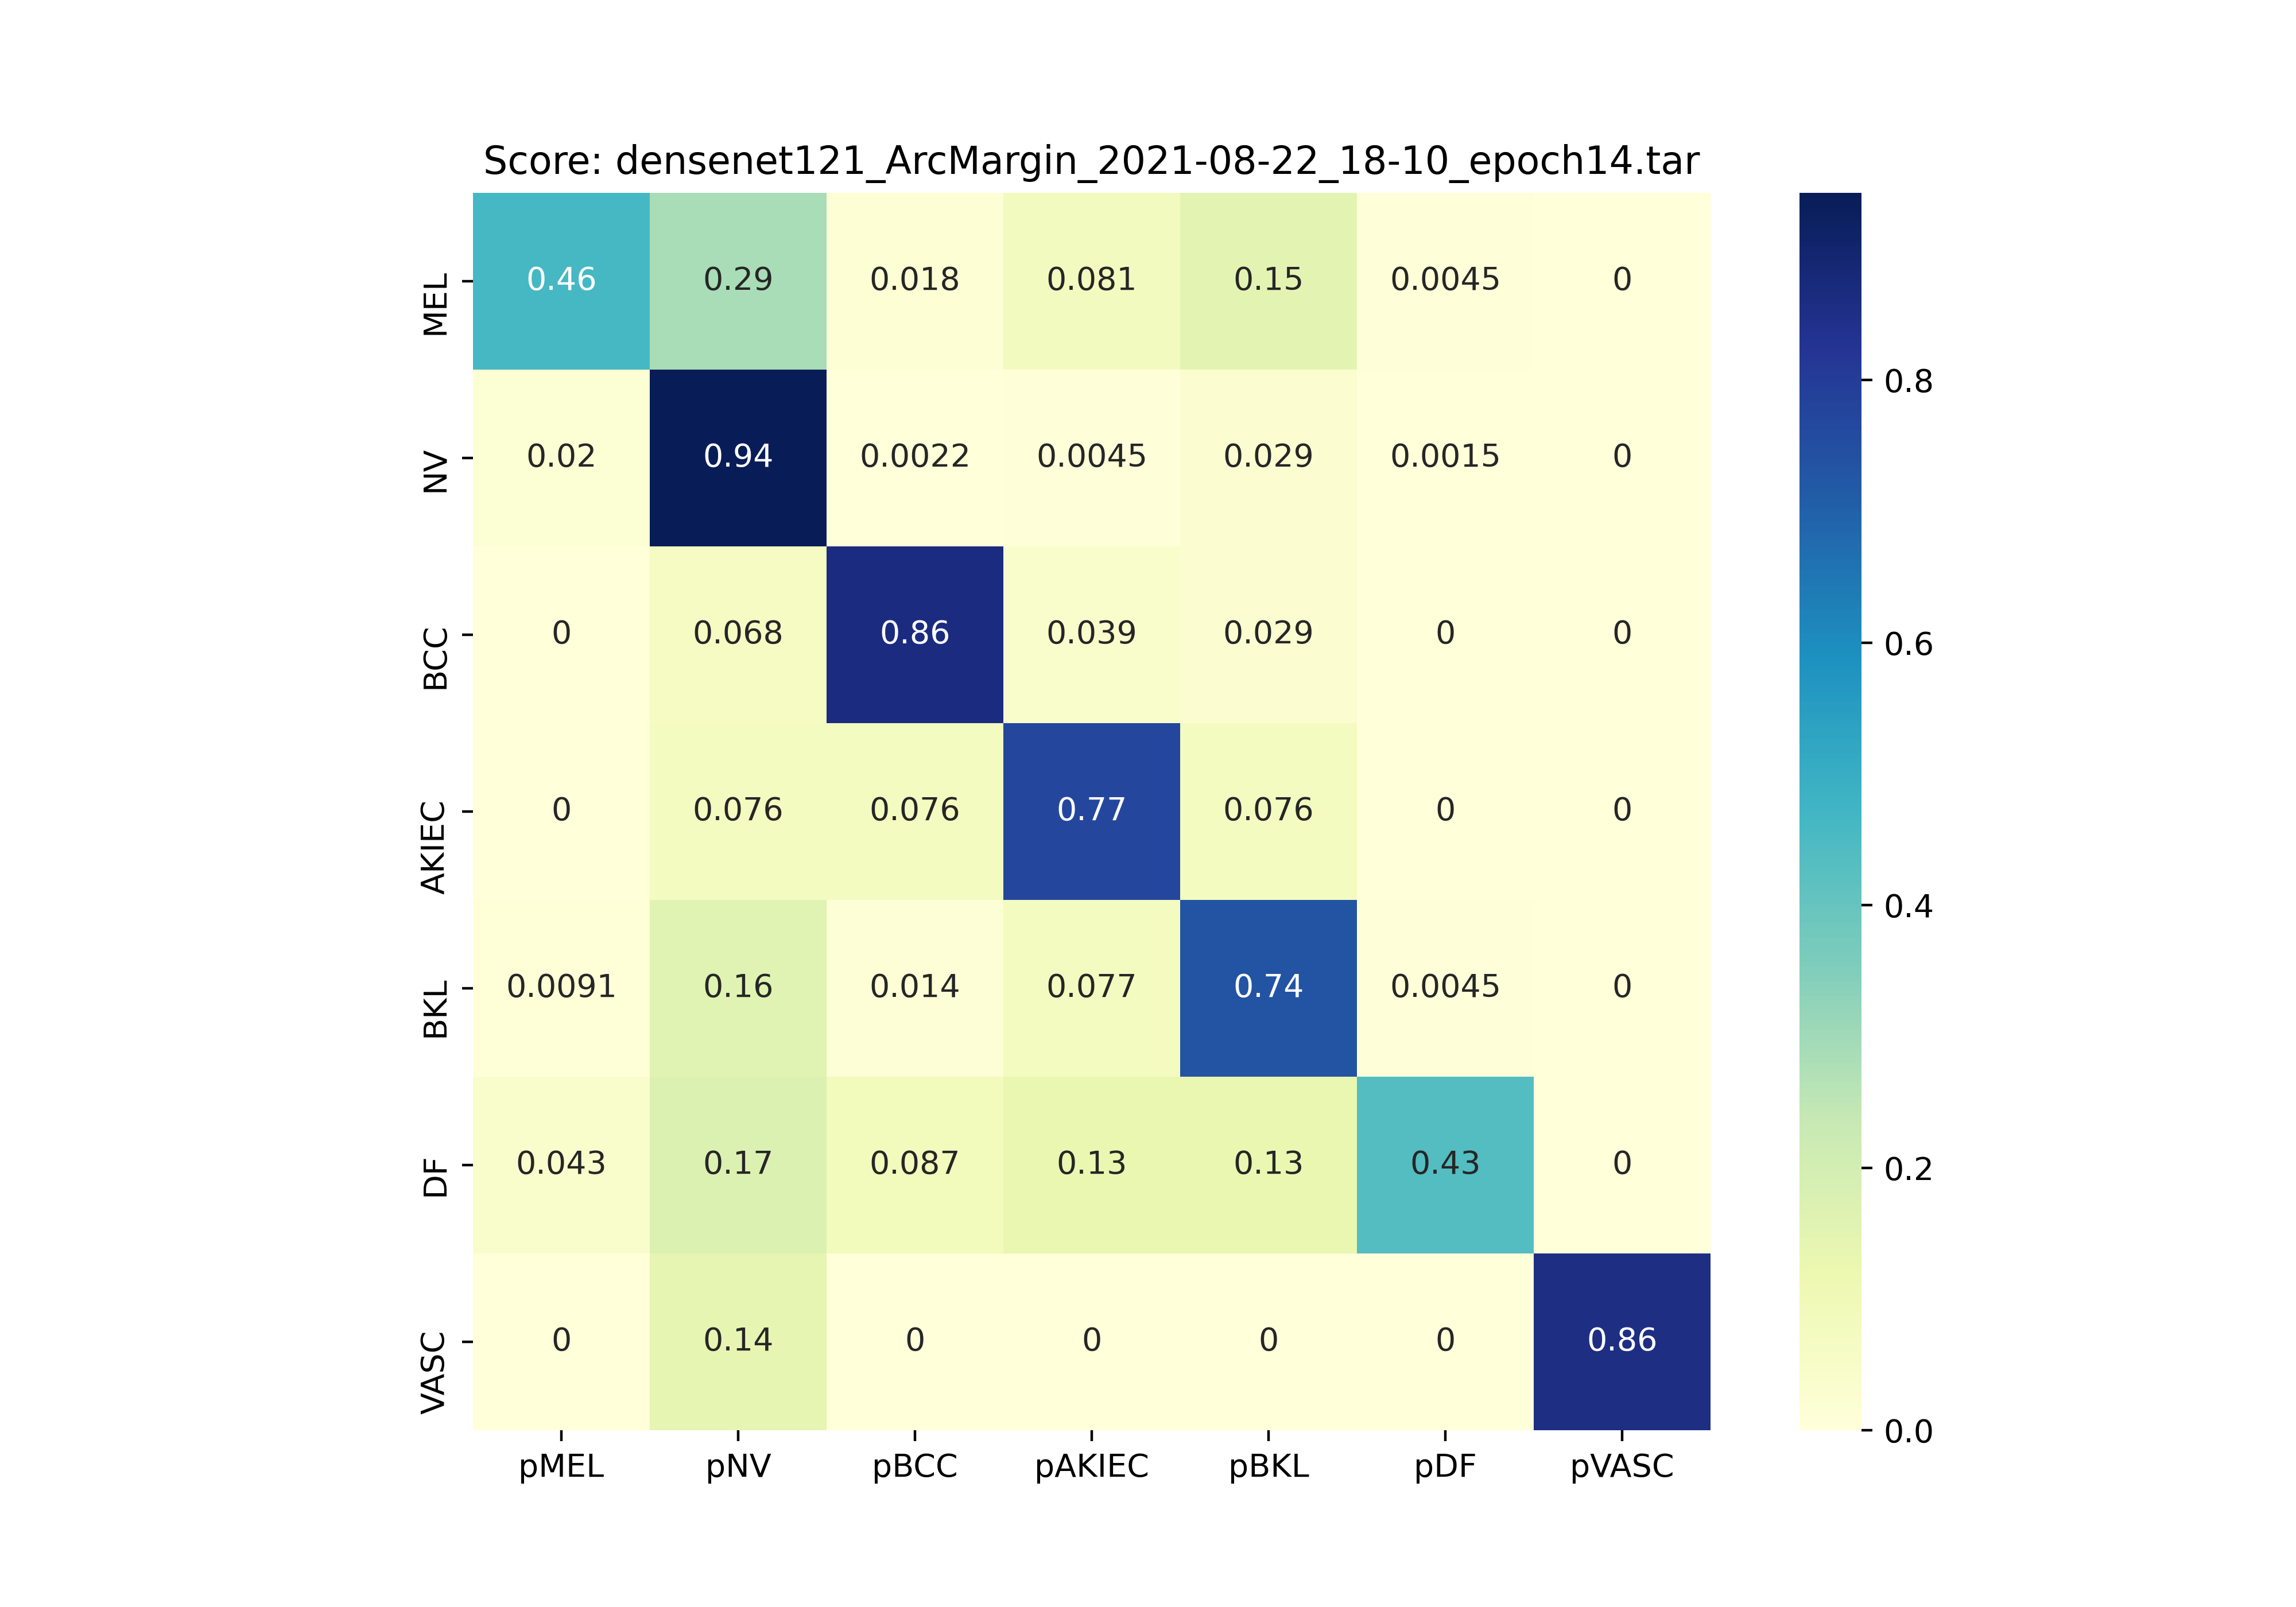 Score: densenet121_ArcMargin_2021-08-22_18-10_epoch14.tar
MEL 0.46 0.29 0.018 0.081 0.15 0.0045 0
NV 0.02 0.94 0.0022 0.0045 0.029 0.0015 0
BCC 0 0.068 0.86 0.039 0.029 0 0
AKIEC 0 0.076 0.076 0.77 0.076 0 0
BKL 0.0091 0.16 0.014 0.077 0.74 0.0045 0
DF 0.043 0.17 0.087 0.13 0.13 0.43 0
VASC 0 0.14 0 0 0 0 0.86
pMEL pNV pBCC pAKIEC pBKL pDF pVASC
0.8
0.6
0.4
0.2
0.0